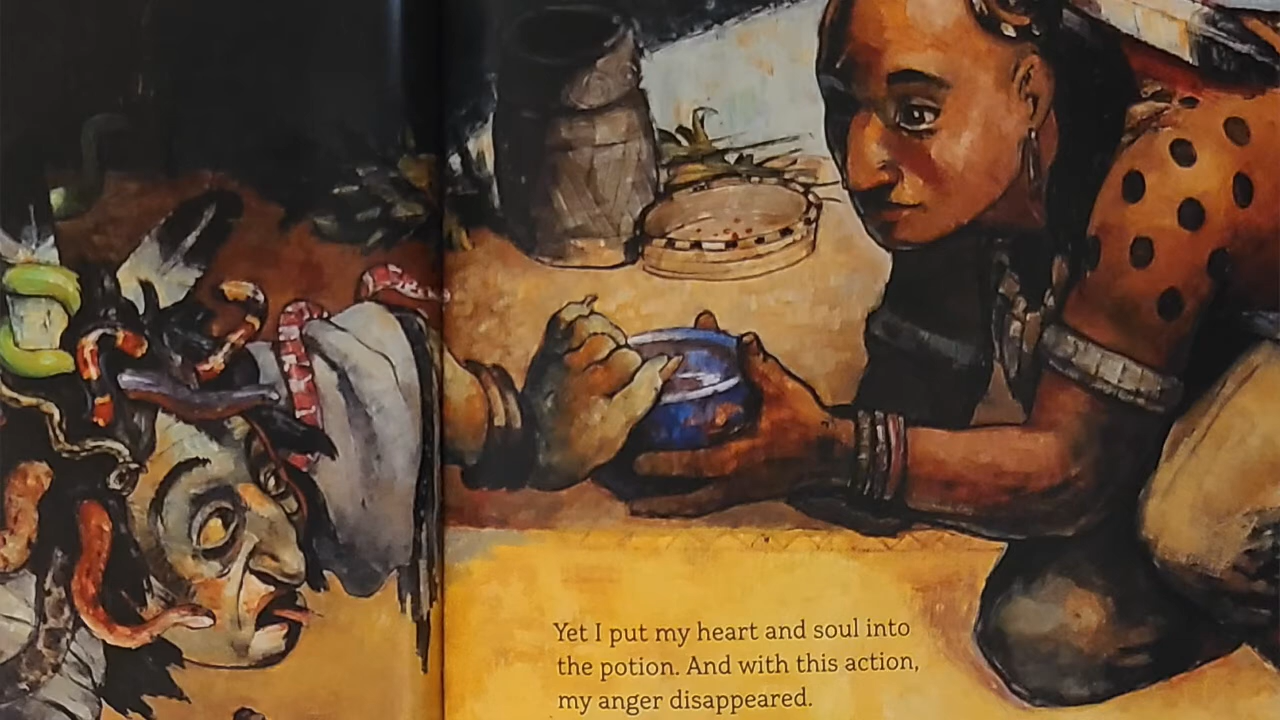 Yet I put my heart and soul into
the potion. And with this action,
my anger disappeared.